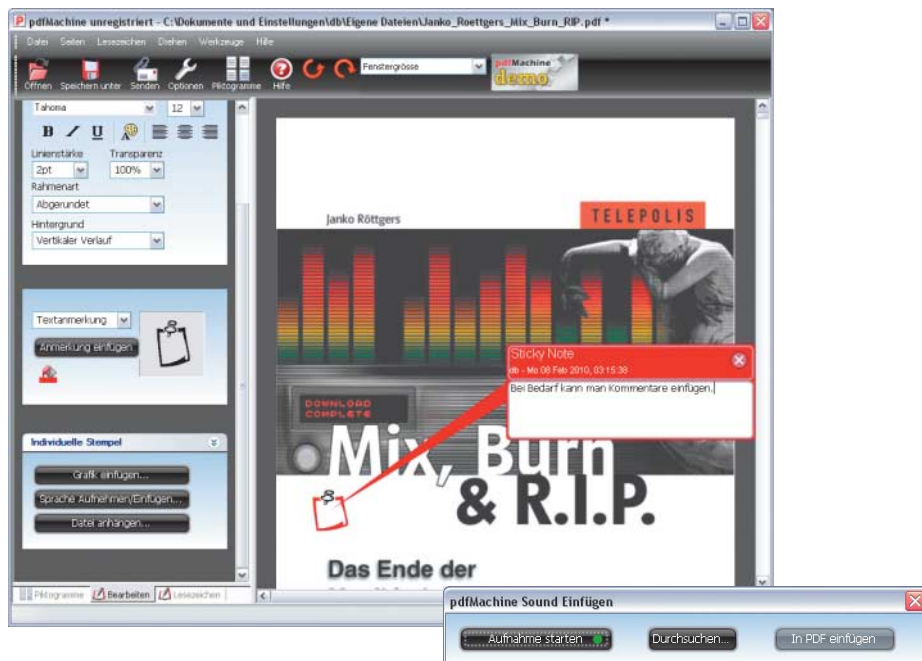 pdfMachine unregistriert - C:\Dokumente und Einstellungen\db\Eigene Dateien\Janko_Roettgers_Mix_Burn_RIP.pdf *
Datei Seiten Lesezeichen Drehen Werkzeuge Hilfe
Öffnen Speichern unter Senden Optionen Piktogramme Hilfe
Fenstergrösse
pdfMachine
demo
Tahoma 12
B I U A
Linienstärke Transparenz
2pt 100%
Rahmenart
Abgerundet
Hintergrund
Vertikaler Verlauf
Textanmerkung
Anmerkung einfügen
Individuelle Stempel
Grafik einfügen...
Sprache Aufnehmen/Einfügen...
Datei anhängen...
Piktogramme Bearbeiten Lesezeichen
Janko Röttgers
TELEPOLIS
Sticky Note
db - Mo 08 Feb 2010, 03:15:38
Bei Bedarf kann man Kommentare einfügen.
DOWNLOAD
COMPLETE
Mix, Burn
& R.I.P.
Das Ende der
pdfMachine Sound Einfügen
Aufnahme starten Durchsuchen... In PDF einfügen